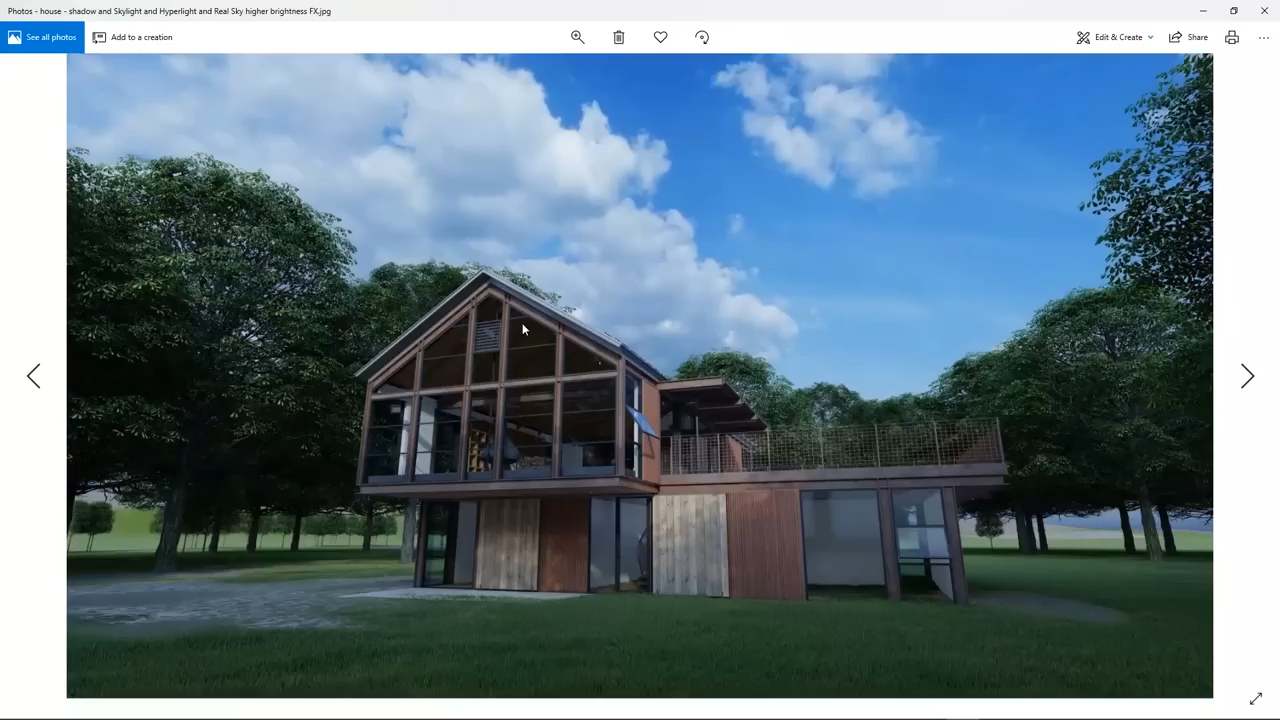 Photos - house - shadow and Skylight and Hyperlight and Real Sky higher brightness FX.jpg
See all photos
Add to a creation
Edit & Create
Share